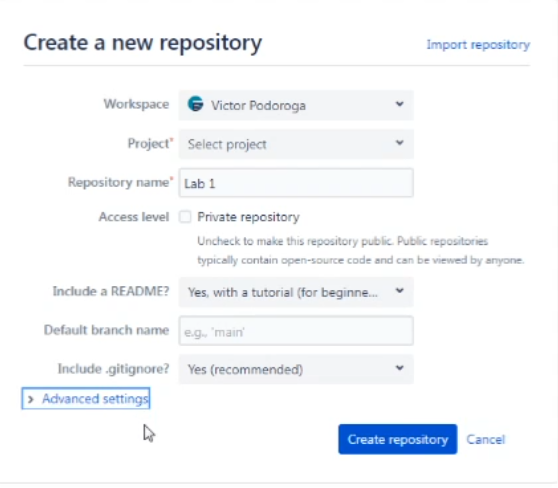 Create a new repository
Import repository
Workspace Victor Podoroga
Project* Select project
Repository name* Lab 1
Access level Private repository
Uncheck to make this repository public. Public repositories
typically contain open-source code and can be viewed by anyone.
Include a README? Yes, with a tutorial (for beginne...
Default branch name e.g., 'main'
Include .gitignore? Yes (recommended)
Advanced settings
Create repository Cancel